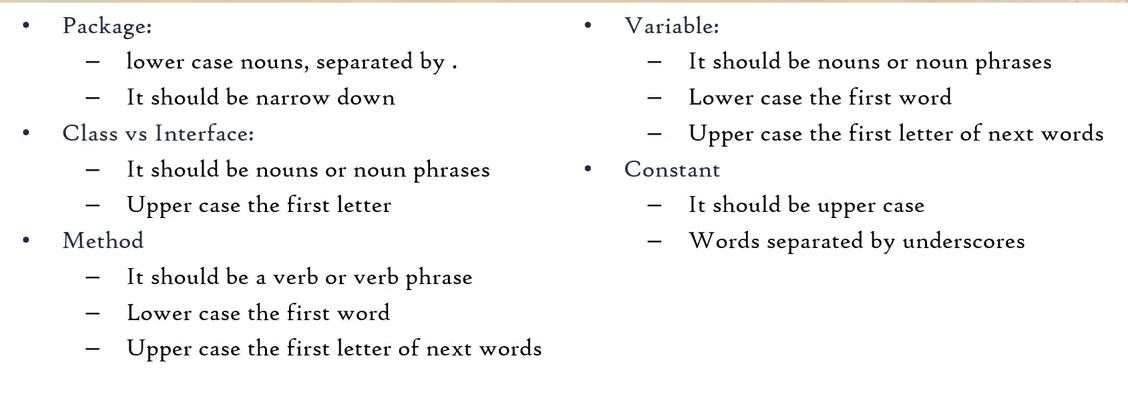 • Package:
– lower case nouns, separated by .
– It should be narrow down
• Class vs Interface:
– It should be nouns or noun phrases
– Upper case the first letter
• Method
– It should be a verb or verb phrase
– Lower case the first word
– Upper case the first letter of next words
• Variable:
– It should be nouns or noun phrases
– Lower case the first word
– Upper case the first letter of next words
• Constant
– It should be upper case
– Words separated by underscores